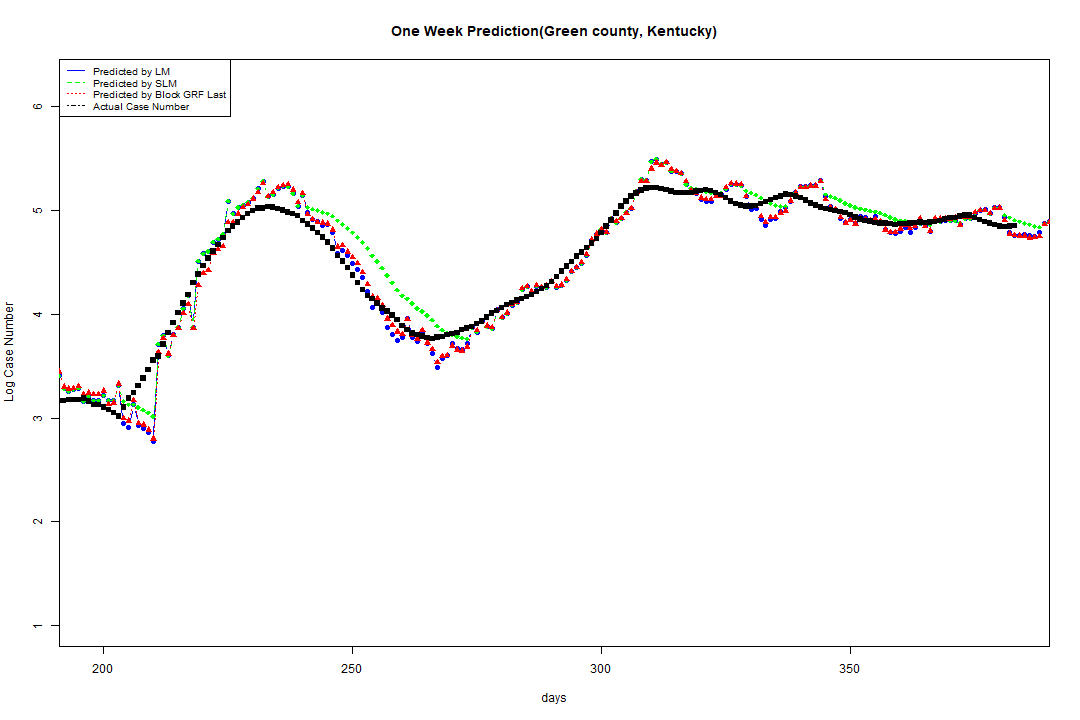 One Week Prediction(Green county, Kentucky)
Predicted by LM
Predicted by SLM
Predicted by Block GRF Last
Actual Case Number
6
5
4
3
2
1
Log Case Number
200 250 300 350
days